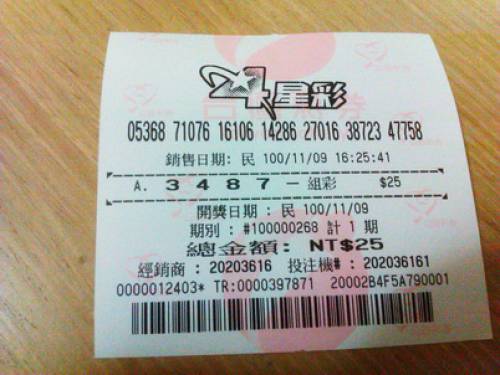 4星彩
05368 71076 16106 14286 27016 38723 47758
銷售日期: 民 100/11/09 16:25:41
A. 3 4 8 7 - 組彩 $25
開獎日期 : 民 100/11/09
期別 : #100000268 計 1 期
總金額: NT$25
經銷商 : 20203616 投注機# : 202036161
0000012403* TR:0000397871 20002B4F5A790001